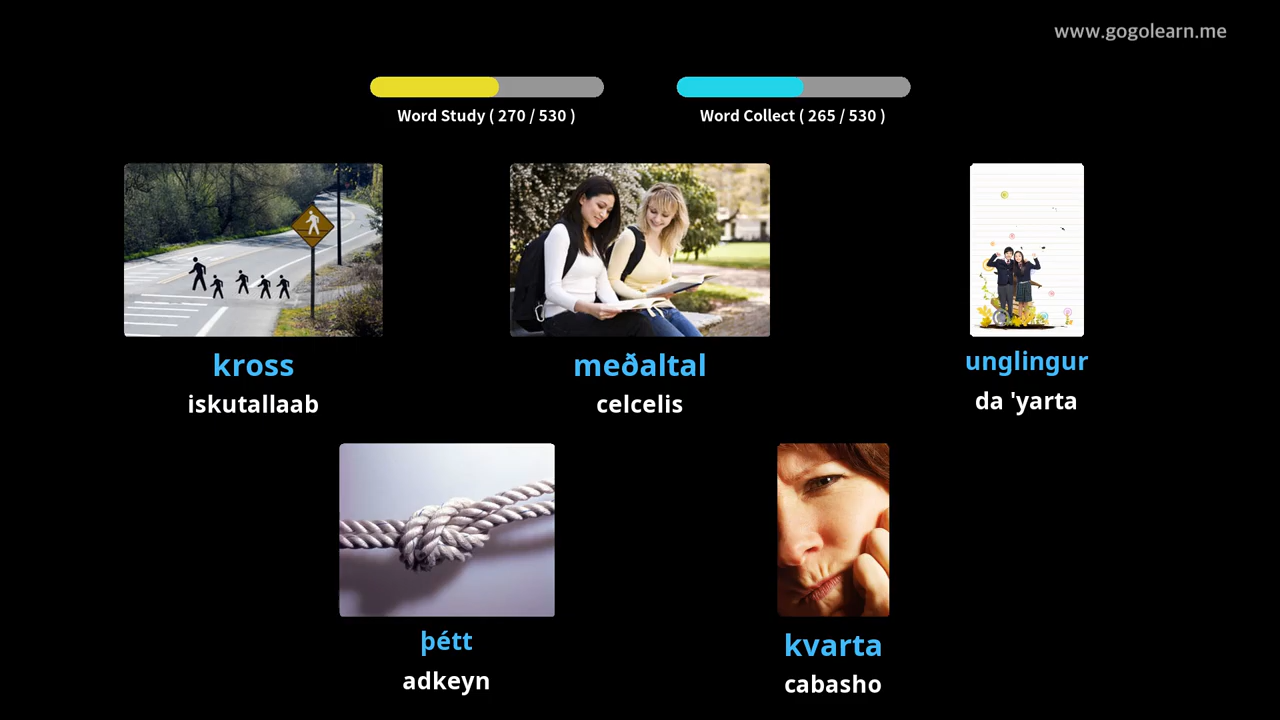 www.gogolearn.me
Word Study ( 270 / 530 )
Word Collect ( 265 / 530 )
kross
iskutallaab
meðaltal
celcelis
unglingur
da 'yarta
þétt
adkeyn
kvarta
cabasho